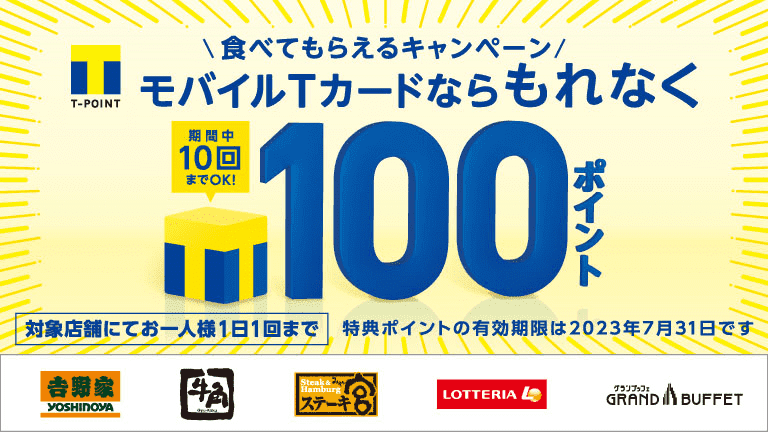 \ 食べてもらえるキャンペーン /
T-POINT
モバイルTカードならもれなく
期間中
10回
までOK!
100ポイント
対象店舗にてお一人様1日1回まで
特典ポイントの有効期限は2023年7月31日です
吉野家
YOSHINOYA
牛角
Gyu-Kaku
Steak &
Hamburg
ステーキ宮
LOTTERIA
グランブッフェ
GRAND BUFFET